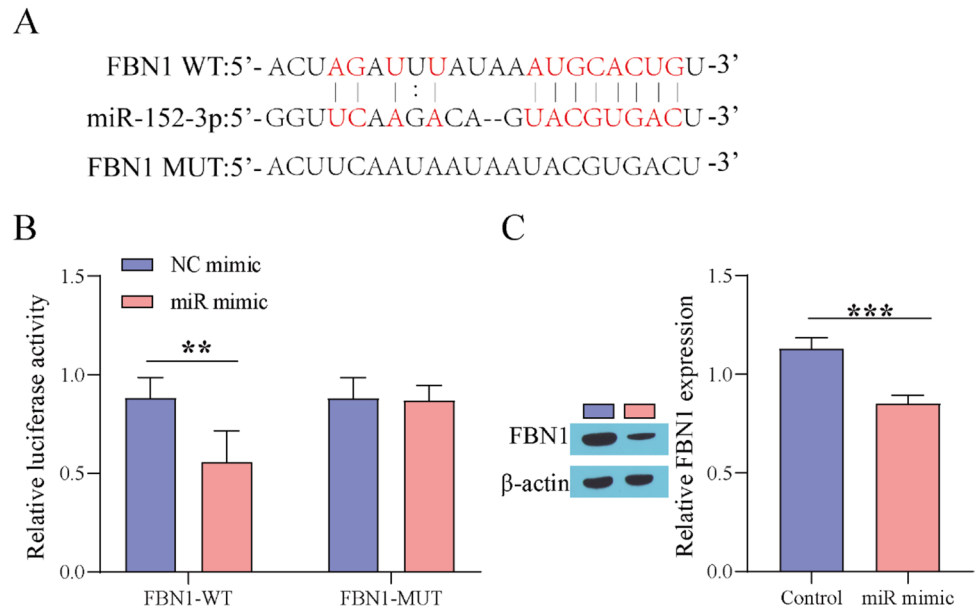 A
FBN1 WT:5’- ACUAGAUUUAUAAAUGCACUGU -3’
miR-152-3p:5’-GGUUCAAGACA--GUACGUGACU -3’
FBN1 MUT:5’- ACUUCAAUAAUAAUACGUGACU -3’
B
NC mimic
miR mimic
Relative luciferase activity
1.5
1.0
0.5
0.0
**
FBN1-WT
FBN1-MUT
C
FBN1
β-actin
Relative FBN1 expression
1.5
1.0
0.5
0.0
***
Control
miR mimic